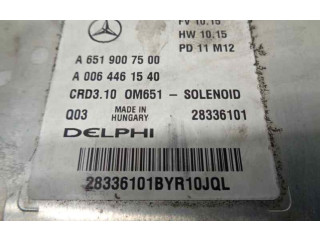 FV 10.15
HW 10.15
PD 11 M12
A 651 900 75 00
A 006 446 15 40
CRD3.10 OM651 - SOLENOID
Q03 MADE IN HUNGARY 28336101
DELPHI
28336101BYR10JQL